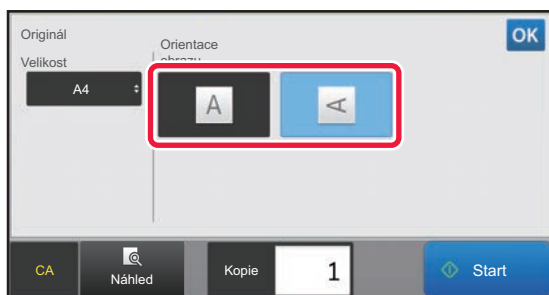 Originál
Velikost
A4
Orientace
obrazu
A
A
OK
CA
Náhled
Kopie
1
Start